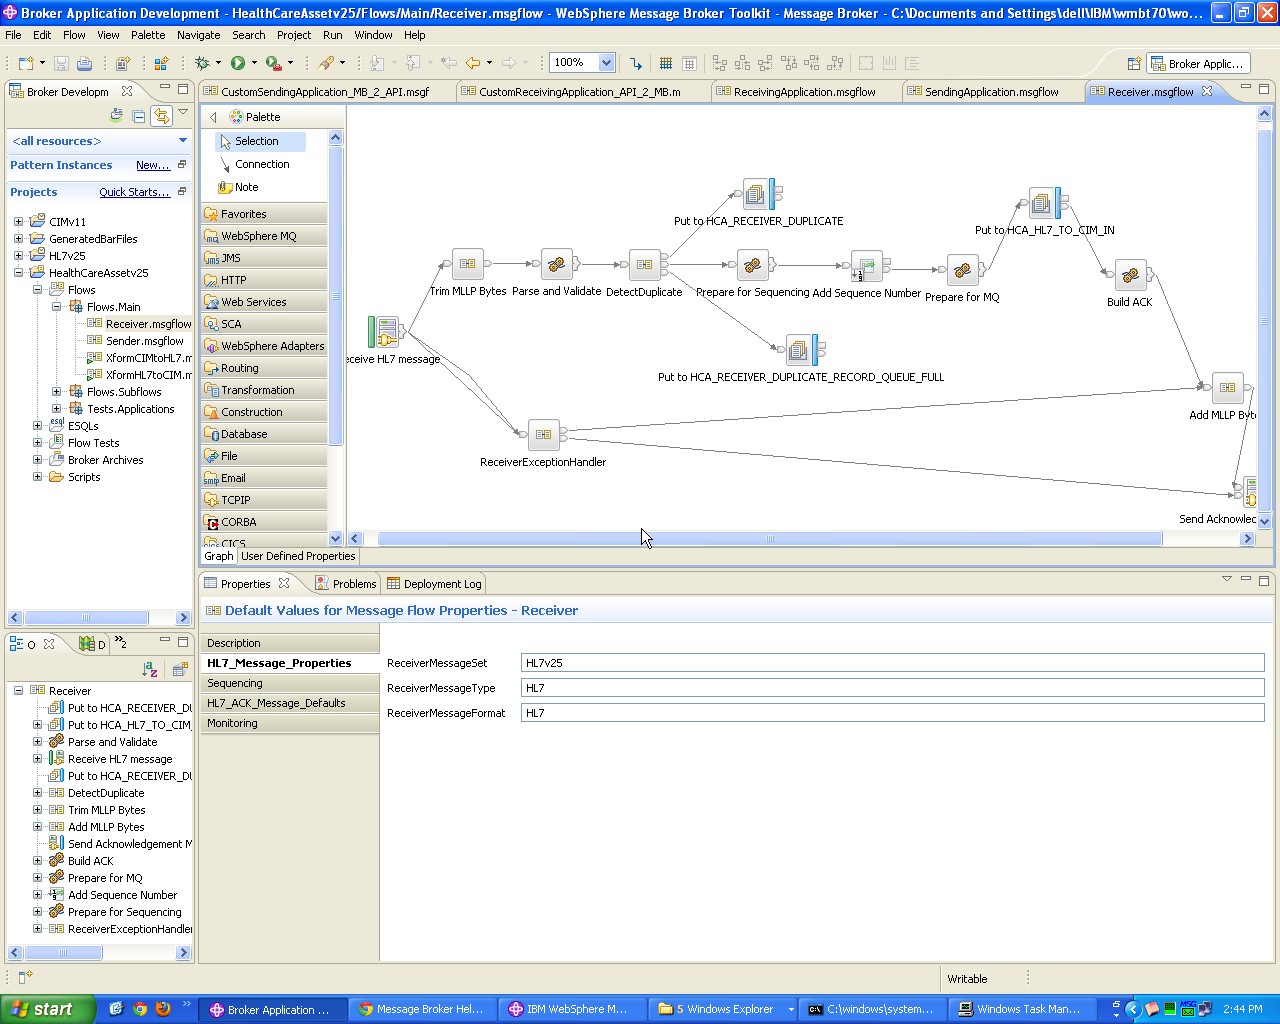 Broker Application Development - HealthCareAssetv25/Flows/Main/Receiver.msgflow - WebSphere Message Broker Toolkit - Message Broker - C:\Documents and Settings\dell\IBM\wmbt70\wo...
File Edit Flow View Palette Navigate Search Project Run Window Help
100%
Broker Applic...
Broker Developm
<all resources>
Pattern Instances New...
Projects Quick Starts...
CIMv11
GeneratedBarFiles
HL7v25
HealthCareAssetv25
Flows
Flows.Main
Receiver.msgflow
Sender.msgflow
XformCIMtoHL7.m
XformHL7toCIM.m
Flows.Subflows
Tests.Applications
ESQLs
Flow Tests
Broker Archives
Scripts
CustomSendingApplication_MB_2_API.msgf
CustomReceivingApplication_API_2_MB.m
ReceivingApplication.msgflow
SendingApplication.msgflow
Receiver.msgflow
Palette
Selection
Connection
Note
Favorites
WebSphere MQ
JMS
HTTP
Web Services
SCA
WebSphere Adapters
Routing
Transformation
Construction
Database
File
Email
TCPIP
CORBA
CICS
Put to HCA_RECEIVER_DUPLICATE
Put to HCA_HL7_TO_CIM_IN
Trim MLLP Bytes
Parse and Validate
DetectDuplicate
Prepare for Sequencing
Add Sequence Number
Prepare for MQ
Build ACK
eceive HL7 message
Put to HCA_RECEIVER_DUPLICATE_RECORD_QUEUE_FULL
Add MLLP Byt
ReceiverExceptionHandler
Send Acknowlec
Graph User Defined Properties
Properties Problems Deployment Log
Default Values for Message Flow Properties - Receiver
Description
HL7_Message_Properties
Sequencing
HL7_ACK_Message_Defaults
Monitoring
ReceiverMessageSet HL7v25
ReceiverMessageType HL7
ReceiverMessageFormat HL7
O D »2
Receiver
Put to HCA_RECEIVER_DU
Put to HCA_HL7_TO_CIM_
Parse and Validate
Receive HL7 message
Put to HCA_RECEIVER_DU
DetectDuplicate
Trim MLLP Bytes
Add MLLP Bytes
Send Acknowledgement M
Build ACK
Prepare for MQ
Add Sequence Number
Prepare for Sequencing
ReceiverExceptionHandler
Writable
start
Broker Application ...
Message Broker Hel...
IBM WebSphere M...
5 Windows Explorer
C:\windows\system...
Windows Task Man...
5
2:44 PM